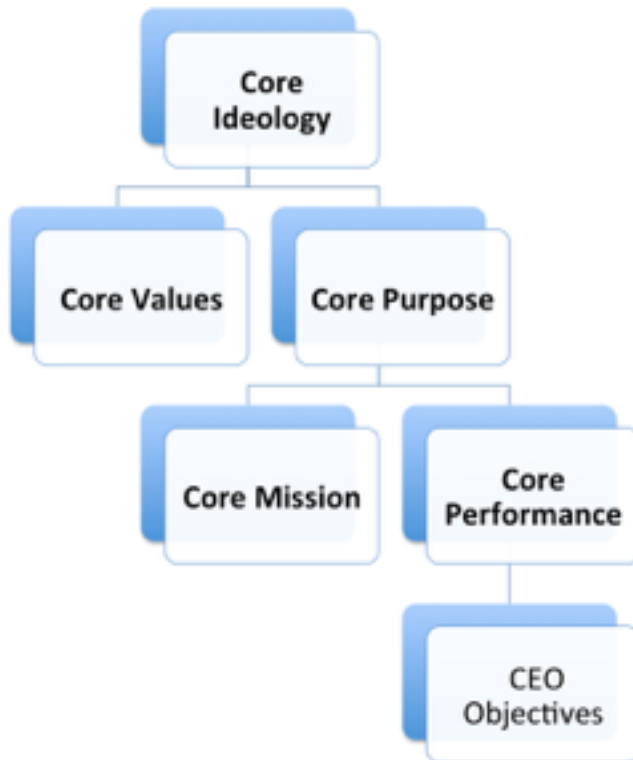 Core
Ideology
Core Values
Core Purpose
Core Mission
Core
Performance
CEO
Objectives